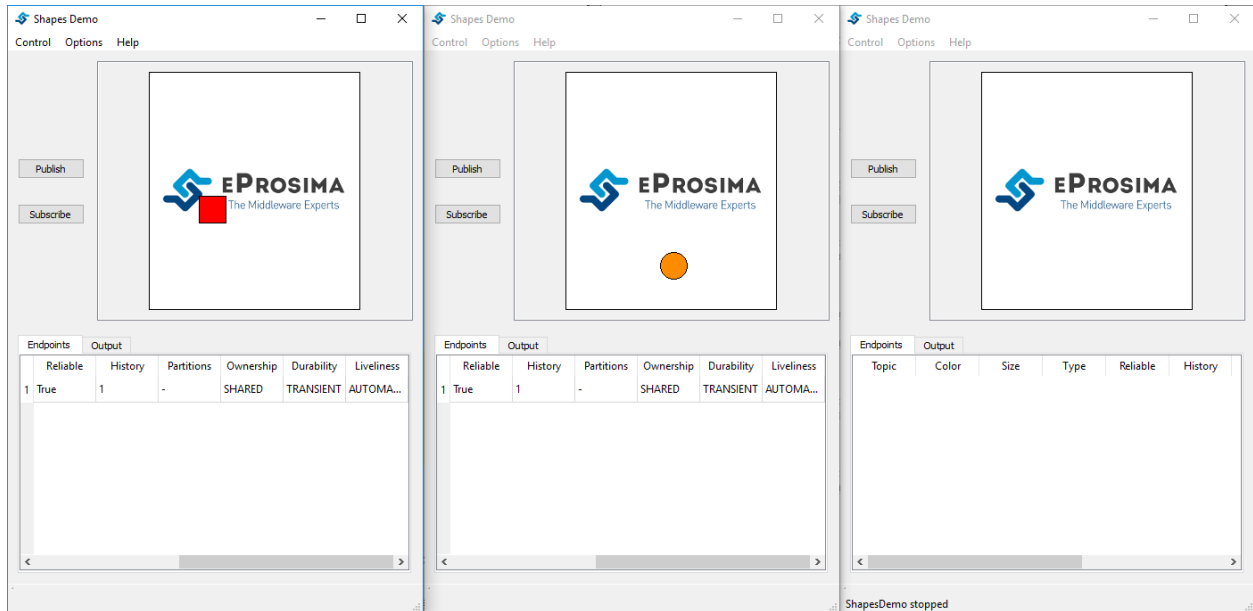 Shapes Demo
Control Options Help
Publish
Subscribe
EPROSIMA
The Middleware Experts
Endpoints Output
Reliable History Partitions Ownership Durability Liveliness
1 True 1 - SHARED TRANSIENT AUTOMA...
Shapes Demo
Control Options Help
Publish
Subscribe
EPROSIMA
The Middleware Experts
Endpoints Output
Reliable History Partitions Ownership Durability Liveliness
1 True 1 - SHARED TRANSIENT AUTOMA...
Shapes Demo
Control Options Help
Publish
Subscribe
EPROSIMA
The Middleware Experts
Endpoints Output
Topic Color Size Type Reliable History
ShapesDemo stopped